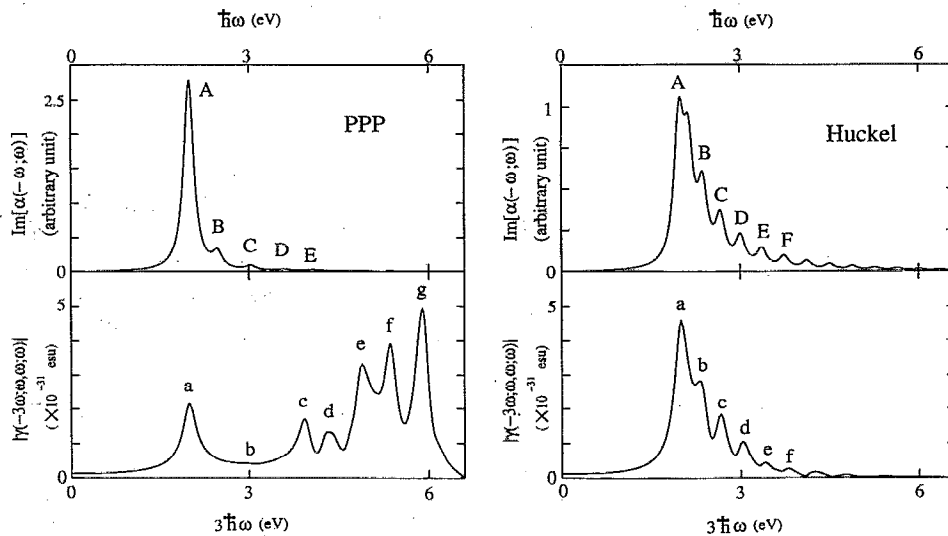 ħω (eV)
0 3 6
2.5
0
Im[α(-ω;ω)]
(arbitrary unit)
A
B
C
D
E
PPP
5
0
|γ(-3ω;ω,ω;ω)|
(×10⁻³¹ esu)
a
b
c
d
e
f
g
0 3 6
3ħω (eV)
ħω (eV)
0 3 6
1
0
Im[α(-ω;ω)]
(arbitrary unit)
A
B
C
D
E
F
Huckel
5
0
|γ(-3ω;ω,ω;ω)|
(×10⁻³¹ esu)
a
b
c
d
e
f
0 3 6
3ħω (eV)